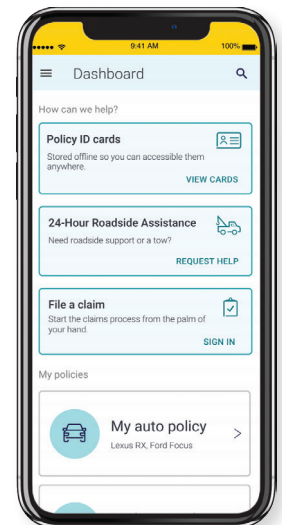 9:41 AM 100%
Dashboard
How can we help?
Policy ID cards
Stored offline so you can accessible them
anywhere.
VIEW CARDS
24-Hour Roadside Assistance
Need roadside support or a tow?
REQUEST HELP
File a claim
Start the claims process from the palm of
your hand.
SIGN IN
My policies
My auto policy
Lexus RX, Ford Focus